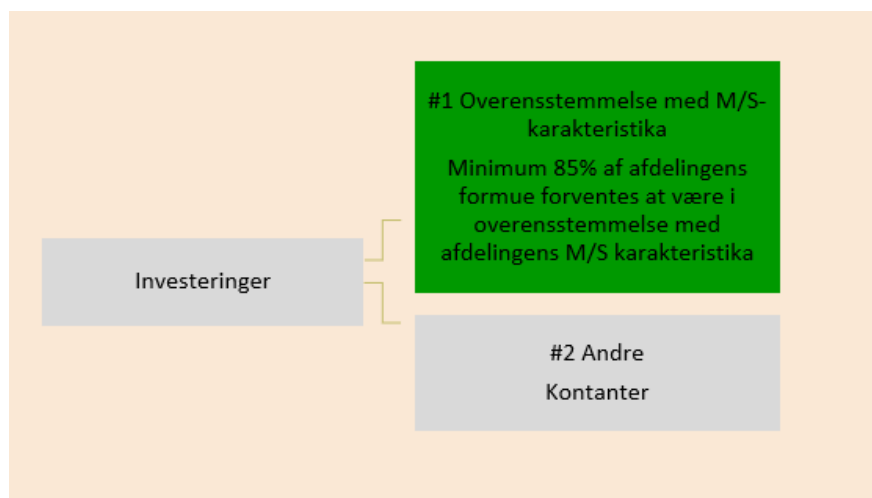 #1 Overensstemmelse med M/S-
karakteristika
Minimum 85% af afdelingens
formue forventes at være i
overensstemmelse med
afdelingens M/S karakteristika
Investeringer
#2 Andre
Kontanter